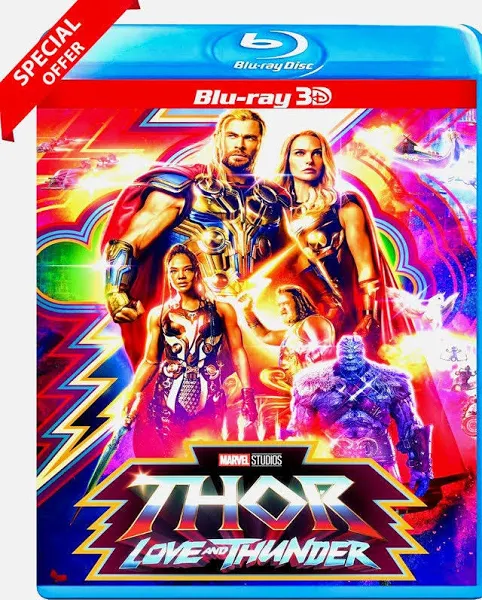 SPECIAL
OFFER
Blu-ray Disc
Blu-ray 3D
MARVEL STUDIOS
THOR
LOVE AND THUNDER